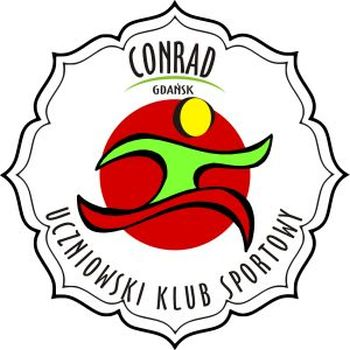 CONRAD
GDAŃSK
UCZNIOWSKI KLUB SPORTOWY